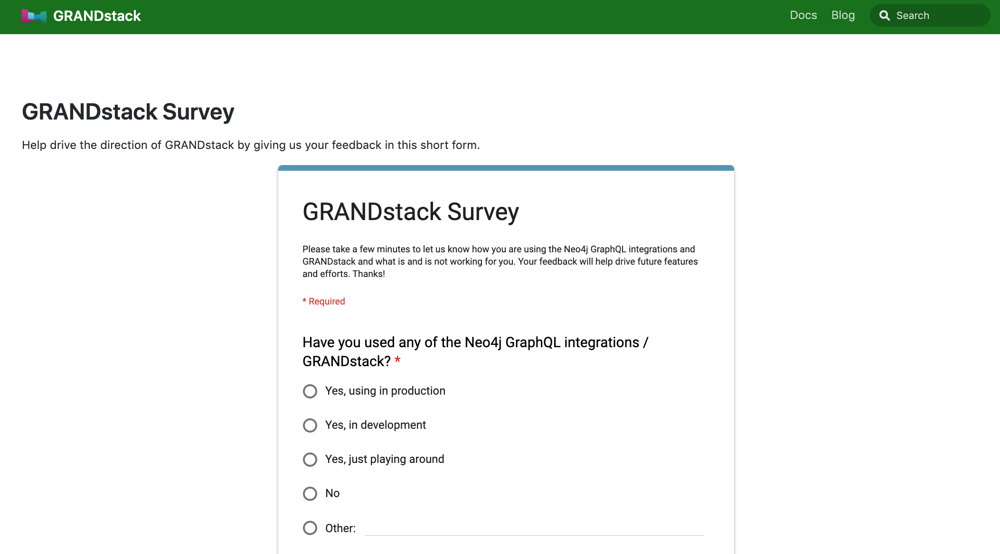 GRANDstack
Docs
Blog
Search
GRANDstack Survey
Help drive the direction of GRANDstack by giving us your feedback in this short form.
GRANDstack Survey
Please take a few minutes to let us know how you are using the Neo4j GraphQL integrations and
GRANDstack and what is and is not working for you. Your feedback will help drive future features
and efforts. Thanks!
* Required
Have you used any of the Neo4j GraphQL integrations /
GRANDstack? *
Yes, using in production
Yes, in development
Yes, just playing around
No
Other: